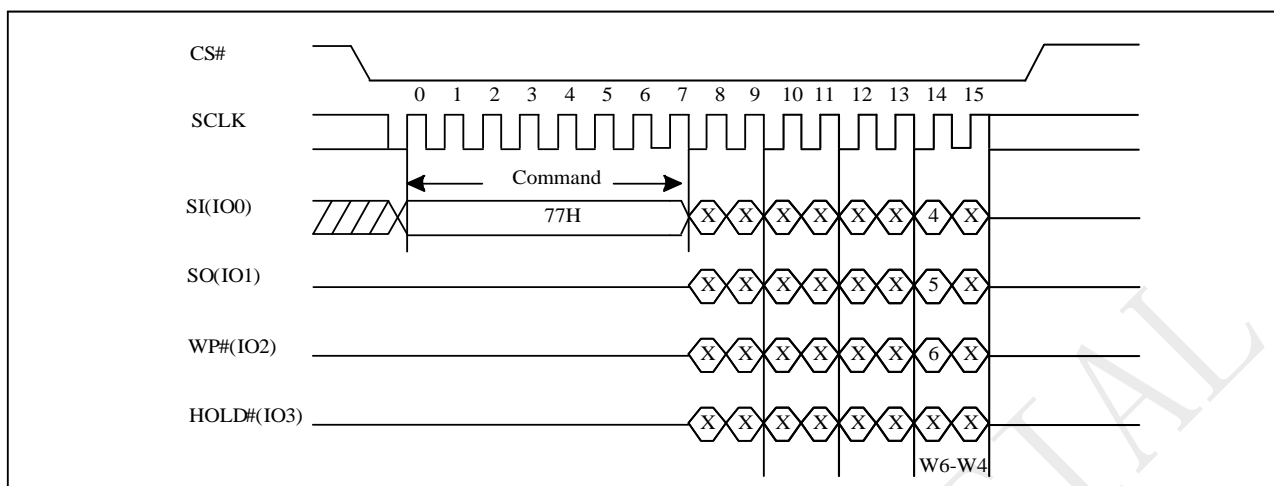 CS#
0 1 2 3 4 5 6 7 8 9 10 11 12 13 14 15
SCLK
Command
SI(IO0) 77H X X X X X X 4 X
SO(IO1) X X X X X X 5 X
WP#(IO2) X X X X X X 6 X
HOLD#(IO3) X X X X X X X X
W6-W4